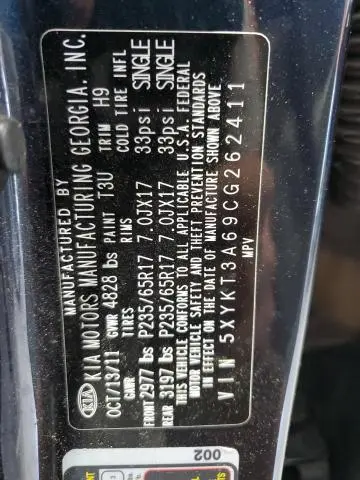 MANUFACTURED BY
KIA KIA MOTORS MANUFACTURING GEORGIA, INC.
OCT/13/11 PAINT T3U TRIM H9
GVWR 4828 lbs
GAWR TIRES RIMS COLD TIRE INFL
FRONT 2977 lbs P235/65R17 7.0JX17 33psi SINGLE
REAR 3197 lbs P235/65R17 7.0JX17 33psi SINGLE
THIS VEHICLE CONFORMS TO ALL APPLICABLE U.S.A. FEDERAL
MOTOR VEHICLE SAFETY AND THEFT PREVENTION STANDARDS
IN EFFECT ON THE DATE OF MANUFACTURE SHOWN ABOVE
VIN 5XYKT3A69CG262411
MPV
002